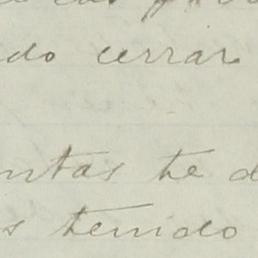 do cerrar
ntas te d
s tenido